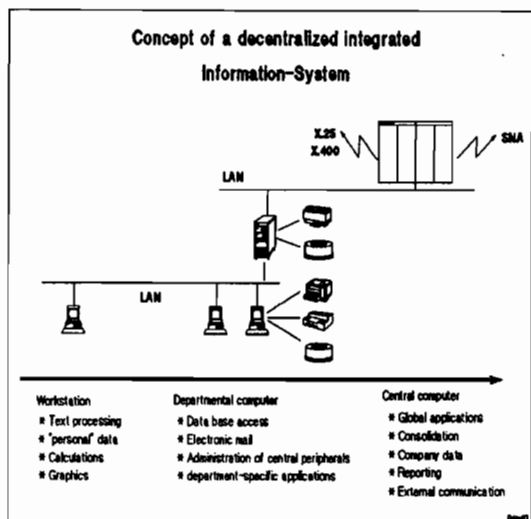 Concept of a decentralized integrated
Information-System
X.25
X.400
SNA
LAN
LAN
Workstation
* Text processing
* "personal" data
* Calculations
* Graphics
Departmental computer
* Data base access
* Electronic mail
* Administration of central peripherals
* department-specific applications
Central computer
* Global applications
* Consolidation
* Company data
* Reporting
* External communication